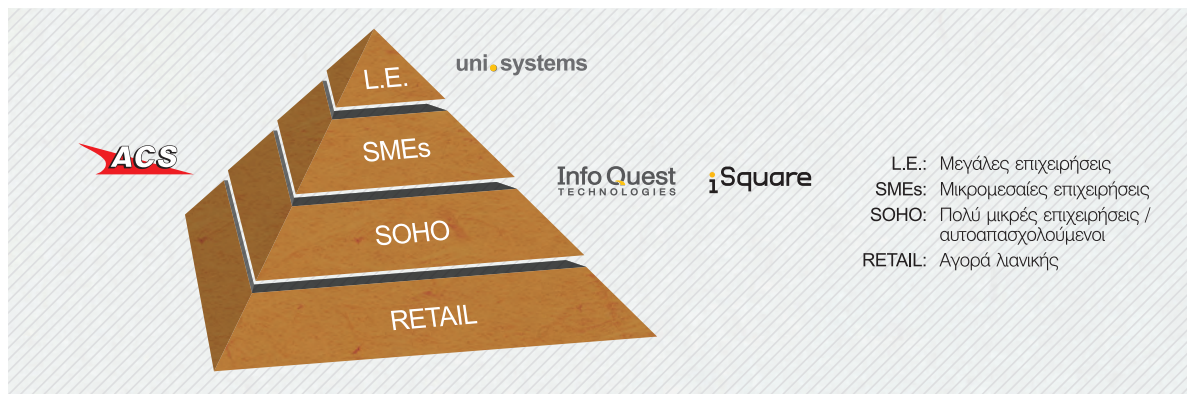 L.E.
uni.systems
SMEs
ACS
Info Quest
TECHNOLOGIES
iSquare
SOHO
RETAIL
L.E.: Μεγάλες επιχειρήσεις
SMEs: Μικρομεσαίες επιχειρήσεις
SOHO: Πολύ μικρές επιχειρήσεις /
αυτοαπασχολούμενοι
RETAIL: Αγορά λιανικής